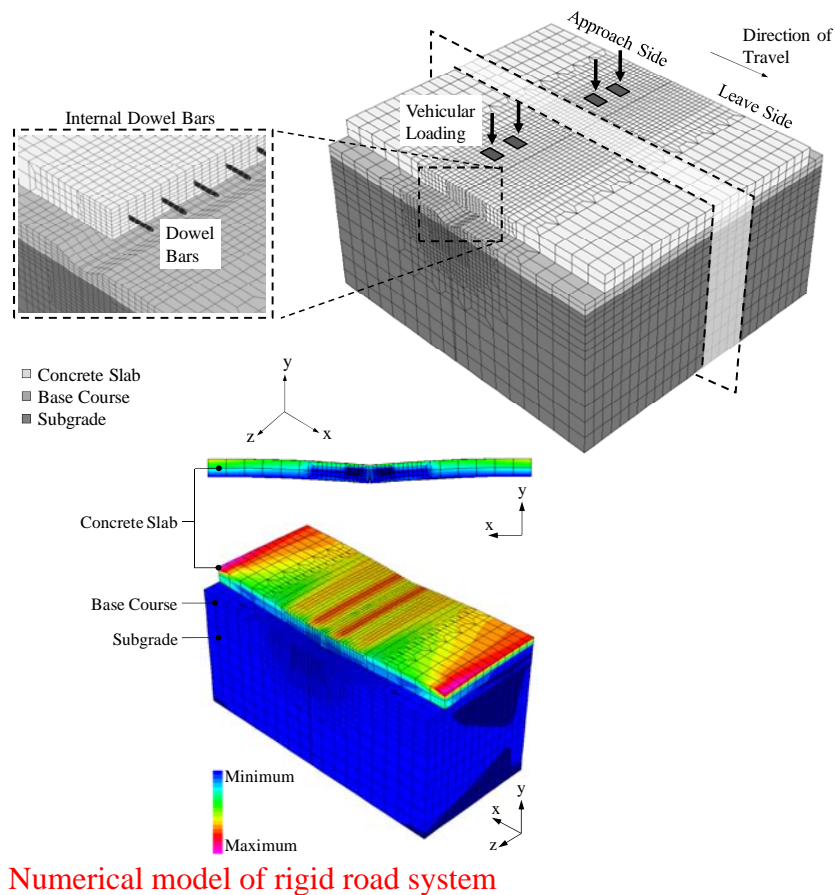 Approach Side
Direction of
Travel
Leave Side
Internal Dowel Bars
Vehicular
Loading
Dowel
Bars
Concrete Slab
Base Course
Subgrade
y
z
x
y
x
Concrete Slab
Base Course
Subgrade
Minimum
Maximum
y
x
z
Numerical model of rigid road system